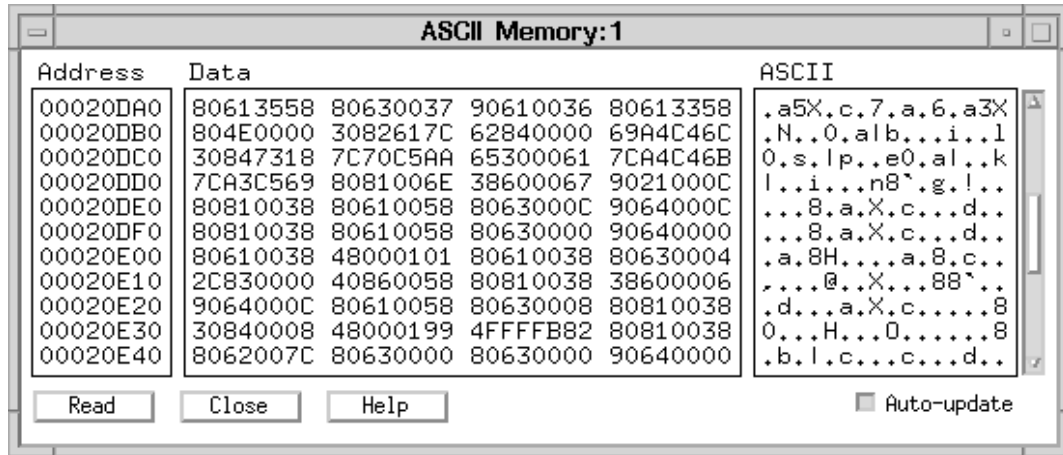 ASCII Memory:1
Address Data ASCII
00020DA0 80613558 80630037 90610036 80613358 .a5X.c.7.a.6.a3X
00020DB0 804E0000 3082617C 62840000 69A4C46C .N..0.a|b...i..l
00020DC0 30847318 7C70C5AA 65300061 7CA4C46B 0.s.|p..e0.a|..k
00020DD0 7CA3C569 8081006E 38600067 9021000C |..i...n8`.g.!..
00020DE0 80810038 80610058 8063000C 9064000C ...8.a.X.c...d..
00020DF0 80810038 80610058 80630000 90640000 ...8.a.X.c...d..
00020E00 80610038 48000101 80610038 80630004 .a.8H....a.8.c..
00020E10 2C830000 40860058 80810038 38600006 ,...@..X...88`..
00020E20 9064000C 80610058 80630008 80810038 .d...a.X.c.....8
00020E30 30840008 48000199 4FFFFB82 80810038 0...H...O......8
00020E40 8062007C 80630000 80630000 90640000 .b.|.c...c...d..
Read Close Help Auto-update